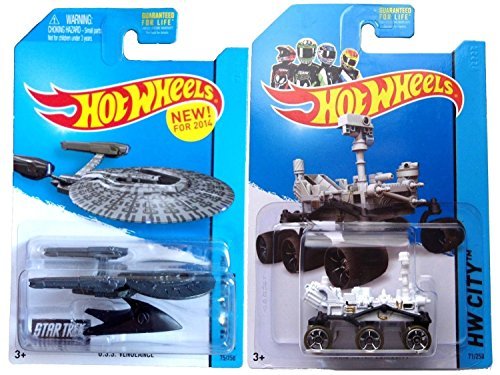 WARNING:
CHOKING HAZARD - Small parts
Not for children under 3 years.
GUARANTEED
FOR LIFE
HOT WHEELS
NEW!
FOR 2014
STAR TREK
3+
U.S.S. VENGEANCE
75/250
GUARANTEED
FOR LIFE
HOT WHEELS
HW CITY™
3+
71/250